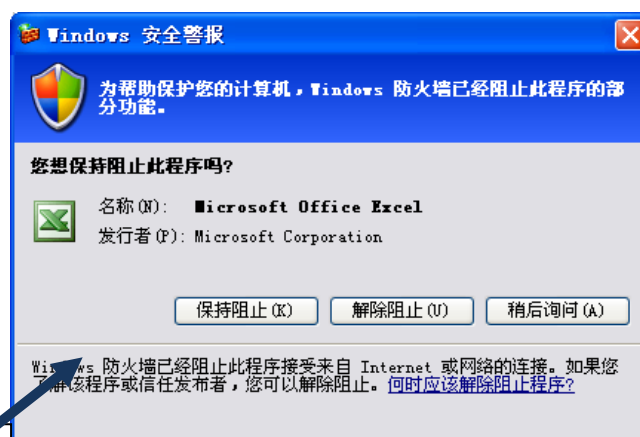 Windows 安全警报
为帮助保护您的计算机，Windows 防火墙已经阻止此程序的部
分功能。
您想保持阻止此程序吗?
名称(N): Microsoft Office Excel
发行者(P): Microsoft Corporation
保持阻止(K) 解除阻止(U) 稍后询问(A)
防火墙已经阻止此程序接受来自 Internet 或网络的连接。如果您
该程序或信任发布者，您可以解除阻止。何时应该解除阻止程序?